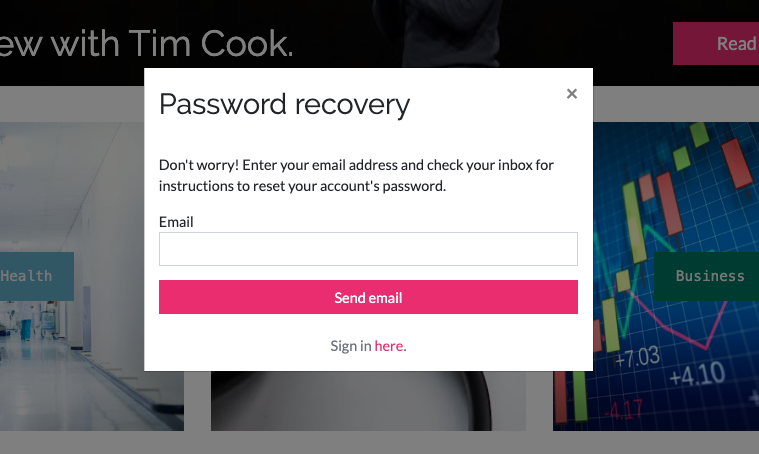 ew with Tim Cook.
Read
Password recovery
×
Don't worry! Enter your email address and check your inbox for
instructions to reset your account's password.
Email
Send email
Sign in here.
Health
Business
+7.03
+4.10
-4.17